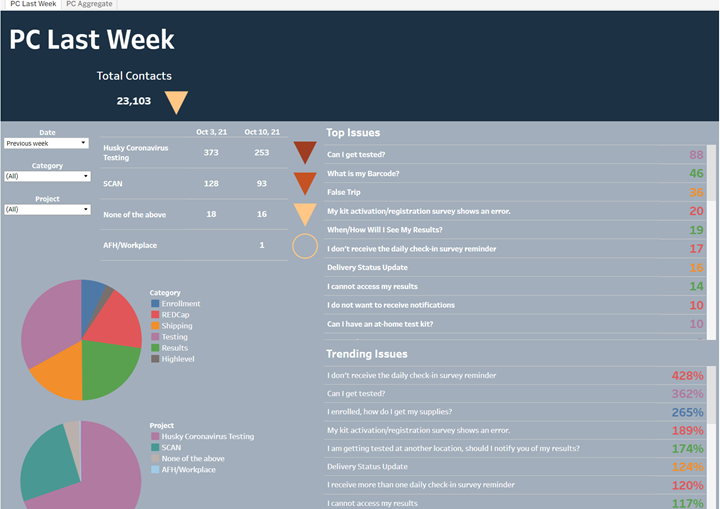 PC Last Week PC Aggregate
PC Last Week
Total Contacts
23,103
Date
Previous week
Category
(All)
Project
(All)
Oct 3, 21 Oct 10, 21
Husky Coronavirus Testing 373 253
SCAN 128 93
None of the above 18 16
AFH/Workplace 1
Category
Enrollment
REDCap
Shipping
Testing
Results
Highlevel
Project
Husky Coronavirus Testing
SCAN
None of the above
AFH/Workplace
Top Issues
Can I get tested? 88
What is my Barcode? 46
False Trip 36
My kit activation/registration survey shows an error. 20
When/How Will I See My Results? 19
I don't receive the daily check-in survey reminder 17
Delivery Status Update
I cannot access my results 14
I do not want to receive notifications 10
Can I have an at-home test kit? 10
Trending Issues
I don't receive the daily check-in survey reminder 428%
Can I get tested? 362%
I enrolled, how do I get my supplies? 265%
My kit activation/registration survey shows an error. 189%
I am getting tested at another location, should I notify you of my results? 174%
Delivery Status Update 124%
I receive more than one daily check-in survey reminder 120%
I cannot access my results 117%